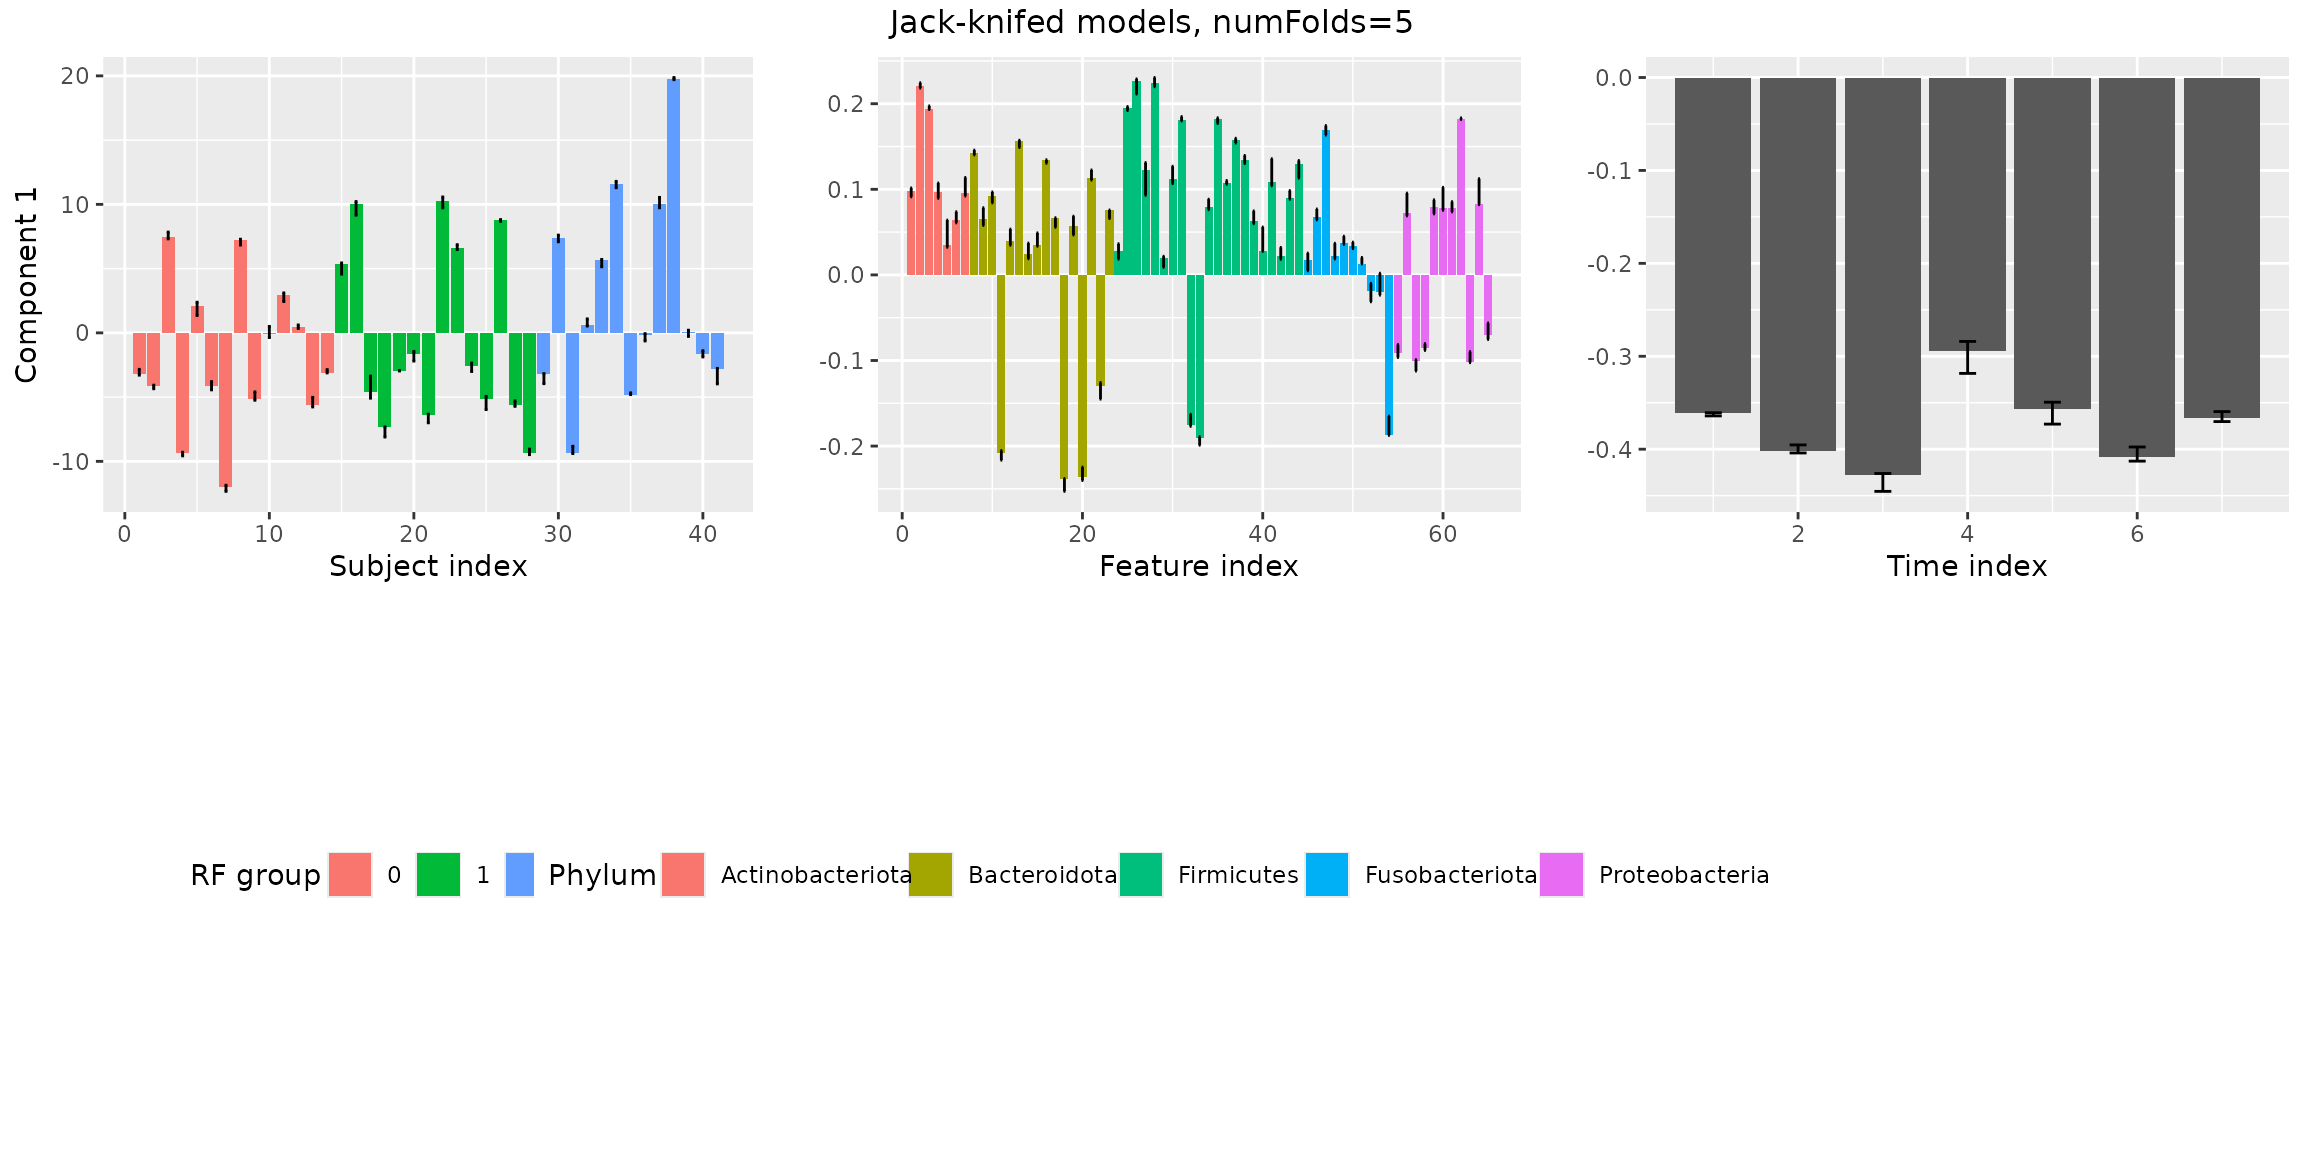 Jack-knifed models, numFolds=5
Component 1
20
10
0
-10
0 10 20 30 40
Subject index
0.2
0.1
0.0
-0.1
-0.2
0 20 40 60
Feature index
0.0
-0.1
-0.2
-0.3
-0.4
2 4 6
Time index
RF group 0 1 Phylum Actinobacteriota Bacteroidota Firmicutes Fusobacteriota Proteobacteria